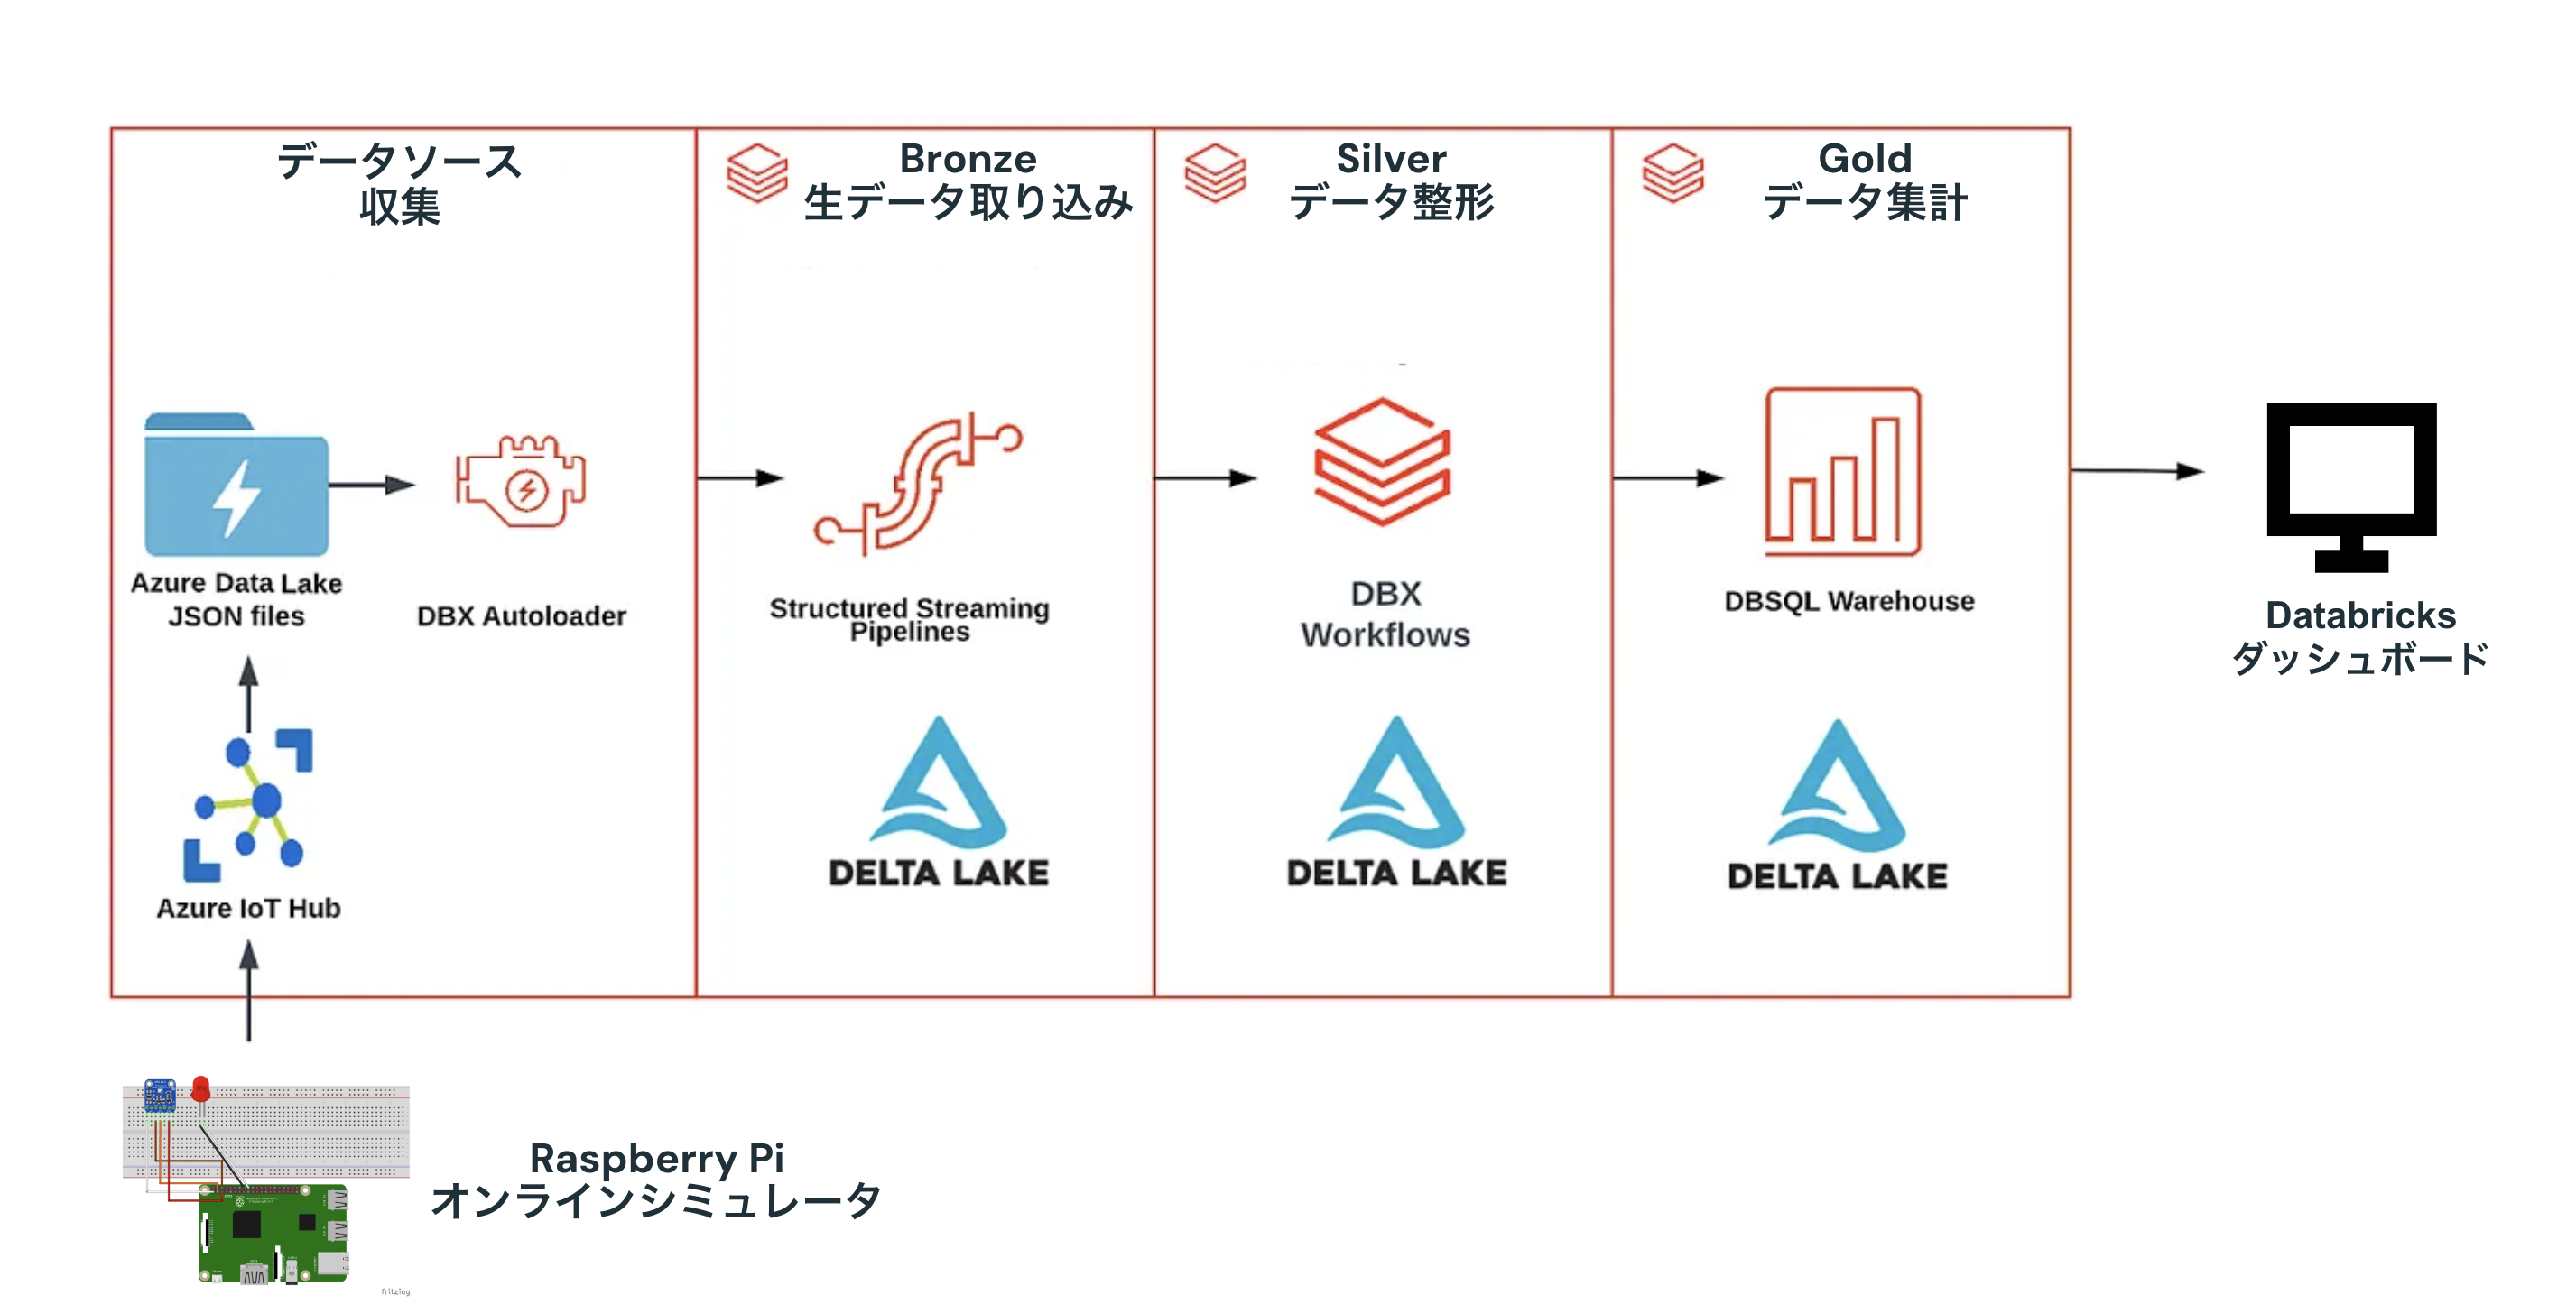 データソース
収集
Bronze
生データ取り込み
Silver
データ整形
Gold
データ集計
Azure Data Lake
JSON files
DBX Autoloader
Structured Streaming
Pipelines
DBX
Workflows
DBSQL Warehouse
Databricks
ダッシュボード
DELTA LAKE
DELTA LAKE
DELTA LAKE
Azure IoT Hub
Raspberry Pi
オンラインシミュレータ
fritzing